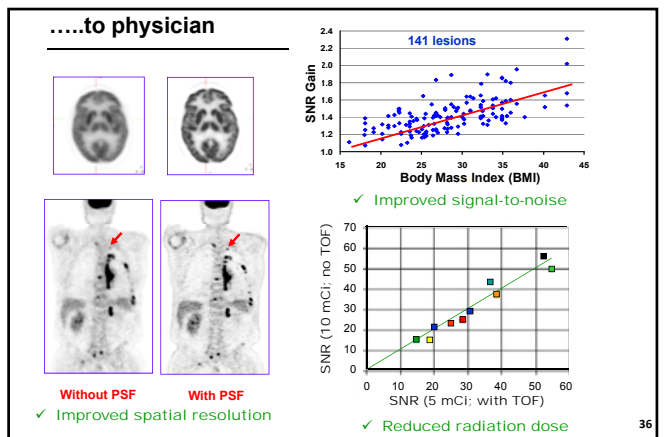 …..to physician
Without PSF
With PSF
✓ Improved spatial resolution
141 lesions
SNR Gain
2.4
2.2
2.0
1.8
1.6
1.4
1.2
1.0
15
20
25
30
35
40
45
Body Mass Index (BMI)
✓ Improved signal-to-noise
SNR (10 mCi; no TOF)
70
60
50
40
30
20
10
0
0
10
20
30
40
50
60
SNR (5 mCi; with TOF)
✓ Reduced radiation dose
36